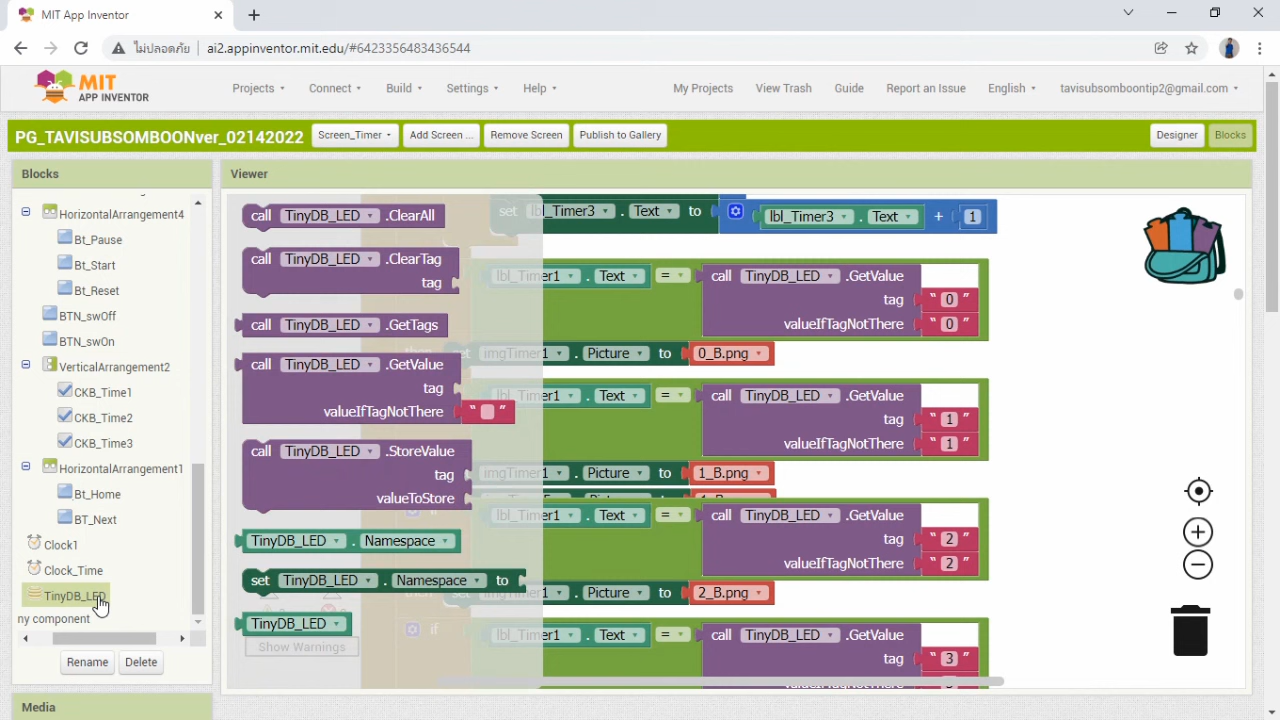 MIT App Inventor
ไม่ปลอดภัย
ai2.appinventor.mit.edu/#6423356483436544
MIT
APP INVENTOR
Projects
Connect
Build
Settings
Help
My Projects
View Trash
Guide
Report an Issue
English
tavisubsomboontip2@gmail.com
PG_TAVISUBSOMBOONver_02142022
Screen_Timer
Add Screen ...
Remove Screen
Publish to Gallery
Designer
Blocks
Blocks
HorizontalArrangement4
Bt_Pause
Bt_Start
Bt_Reset
BTN_swOff
BTN_swOn
VerticalArrangement2
CKB_Time1
CKB_Time2
CKB_Time3
HorizontalArrangement1
Bt_Home
BT_Next
Clock1
Clock_Time
TinyDB_LED
ny component
Rename
Delete
Media
Viewer
call TinyDB_LED .ClearAll
call TinyDB_LED .ClearTag
tag
call TinyDB_LED .GetTags
call TinyDB_LED .GetValue
tag
valueIfTagNotThere " "
call TinyDB_LED .StoreValue
tag
valueToStore
TinyDB_LED . Namespace
set TinyDB_LED . Namespace to
TinyDB_LED
Show Warnings
set lbl_Timer3 . Text to lbl_Timer3 . Text + 1
lbl_Timer1 . Text = call TinyDB_LED .GetValue
tag " 0 "
valueIfTagNotThere " 0 "
then set imgTimer1 . Picture to 0_B.png
lbl_Timer1 . Text = call TinyDB_LED .GetValue
tag " 1 "
valueIfTagNotThere " 1 "
imgTimer1 . Picture to 1_B.png
if lbl_Timer1 . Text = call TinyDB_LED .GetValue
tag " 2 "
valueIfTagNotThere " 2 "
then set imgTimer1 . Picture to 2_B.png
if lbl_Timer1 . Text = call TinyDB_LED .GetValue
tag " 3 "